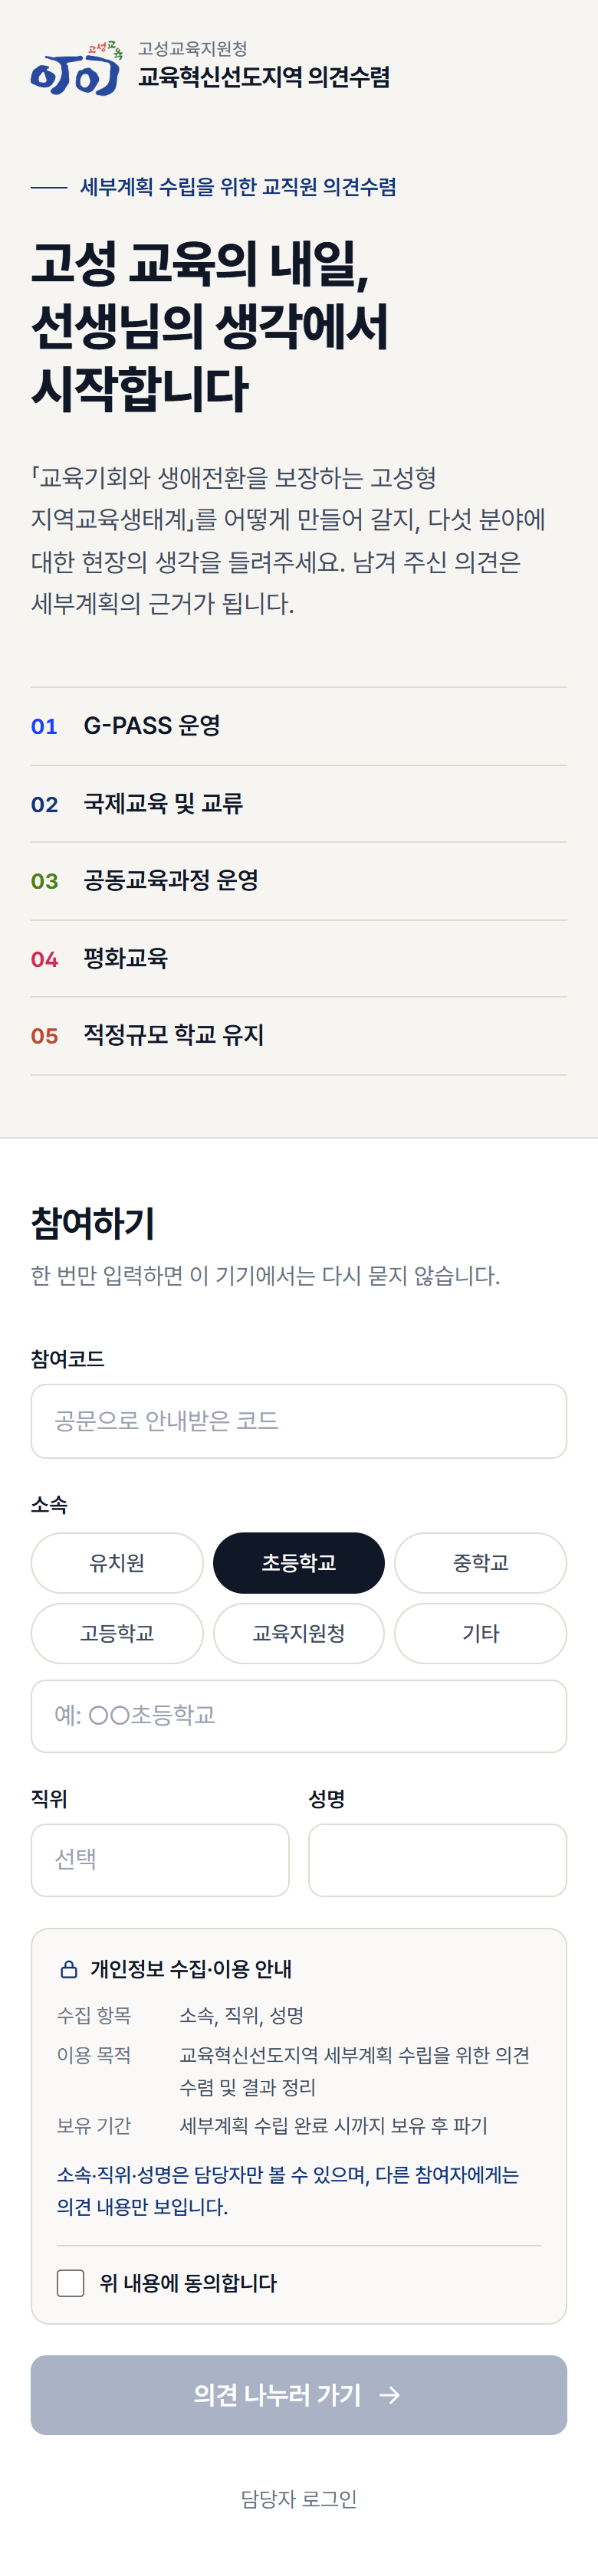 고성교육
아이
고성교육지원청
교육혁신선도지역 의견수렴
세부계획 수립을 위한 교직원 의견수렴
고성 교육의 내일,
선생님의 생각에서
시작합니다
「교육기회와 생애전환을 보장하는 고성형
지역교육생태계」를 어떻게 만들어 갈지, 다섯 분야에
대한 현장의 생각을 들려주세요. 남겨 주신 의견은
세부계획의 근거가 됩니다.
01 G-PASS 운영
02 국제교육 및 교류
03 공동교육과정 운영
04 평화교육
05 적정규모 학교 유지
참여하기
한 번만 입력하면 이 기기에서는 다시 묻지 않습니다.
참여코드
공문으로 안내받은 코드
소속
유치원 초등학교 중학교
고등학교 교육지원청 기타
예: 〇〇초등학교
직위 성명
선택
개인정보 수집·이용 안내
수집 항목 소속, 직위, 성명
이용 목적 교육혁신선도지역 세부계획 수립을 위한 의견
수렴 및 결과 정리
보유 기간 세부계획 수립 완료 시까지 보유 후 파기
소속·직위·성명은 담당자만 볼 수 있으며, 다른 참여자에게는
의견 내용만 보입니다.
위 내용에 동의합니다
의견 나누러 가기 →
담당자 로그인